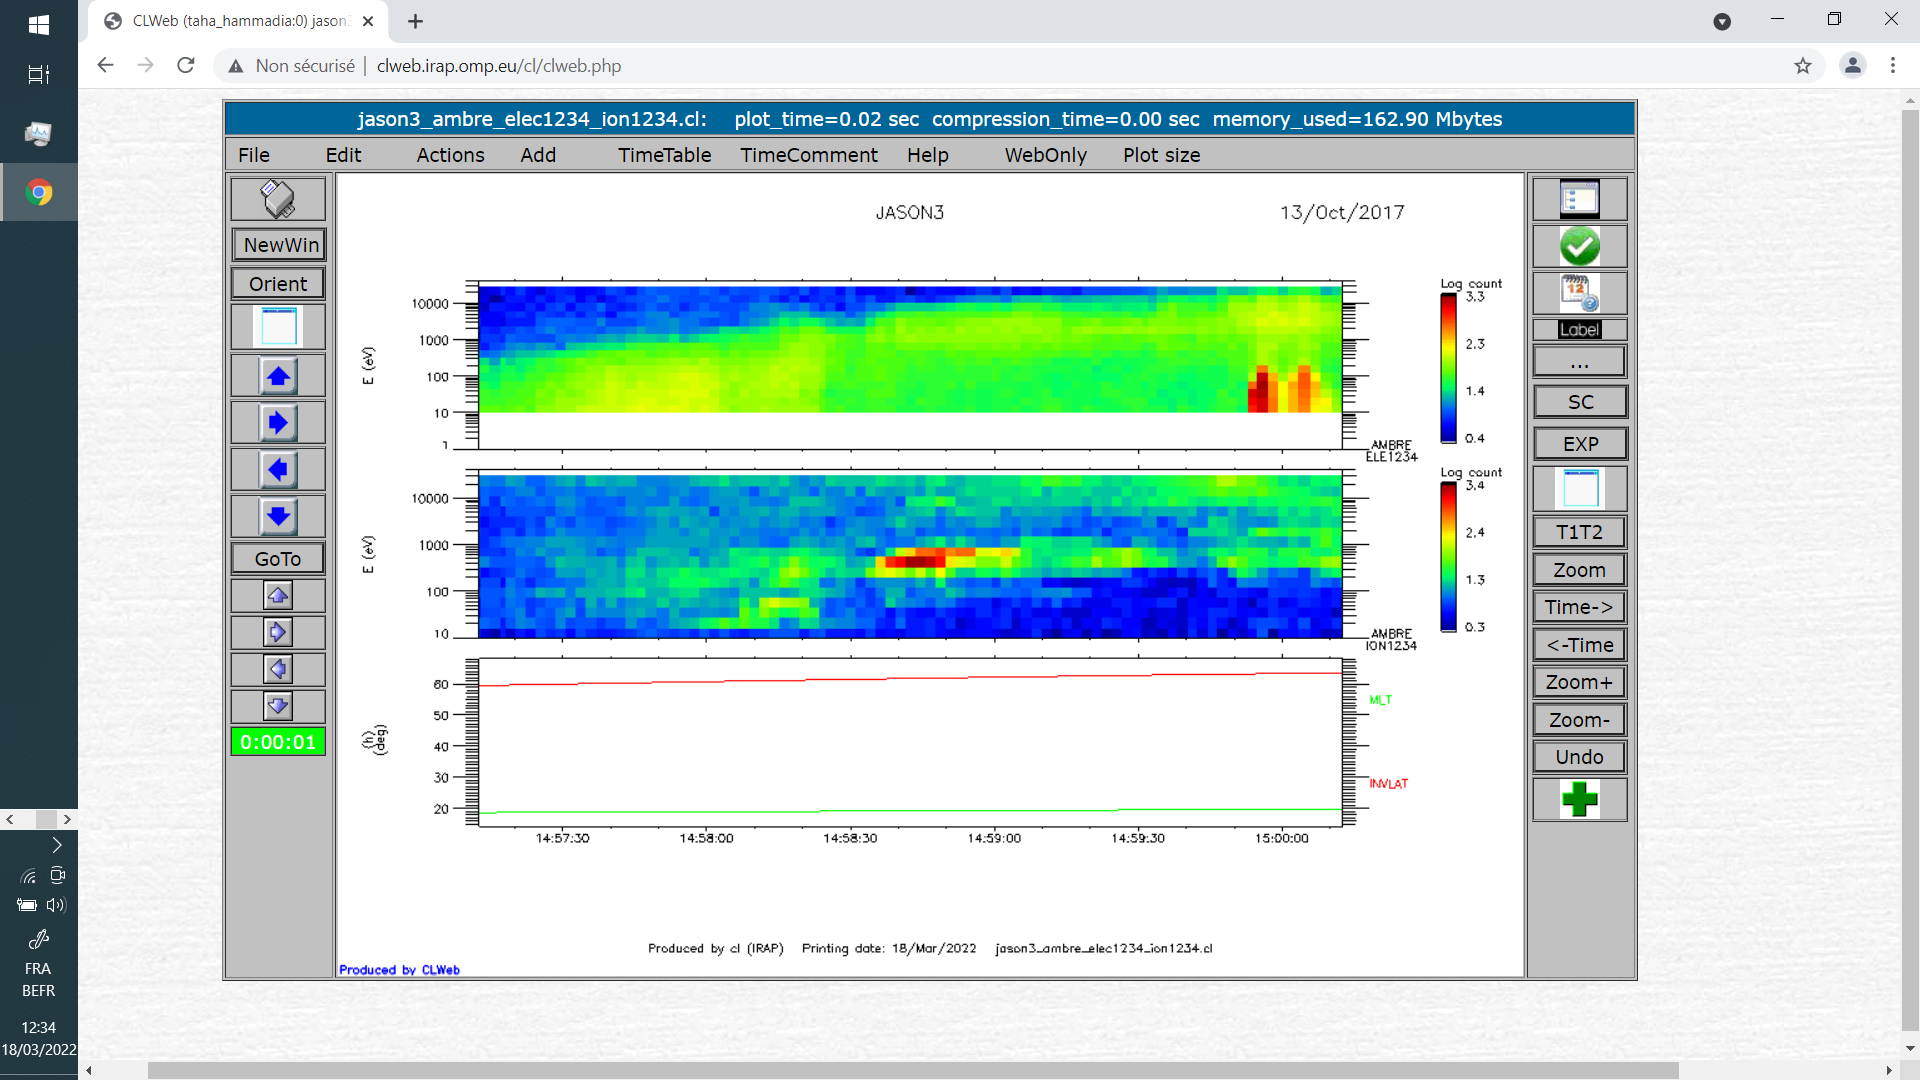 CLWeb (taha_hammadia:0) jason3
Non sécurisé | clweb.irap.omp.eu/cl/clweb.php
jason3_ambre_elec1234_ion1234.cl: plot_time=0.02 sec compression_time=0.00 sec memory_used=162.90 Mbytes
File Edit Actions Add TimeTable TimeComment Help WebOnly Plot size
NewWin
Orient
GoTo
0:00:01
JASON3 13/Oct/2017
10000
1000
100
10
1
E (eV)
Log count
3.3
2.3
1.4
0.4
AMBRE
ELE1234
10000
1000
100
10
E (eV)
Log count
3.4
2.4
1.3
0.3
AMBRE
ION1234
60
50
40
30
20
(h)
(deg)
MLT
INVLAT
14:57:30 14:58:00 14:58:30 14:59:00 14:59:30 15:00:00
Produced by cl (IRAP) Printing date: 18/Mar/2022 jason3_ambre_elec1234_ion1234.cl
Produced by CLWeb
12
Label
...
SC
EXP
T1T2
Zoom
Time->
<-Time
Zoom+
Zoom-
Undo
FRA
BEFR
12:34
18/03/2022